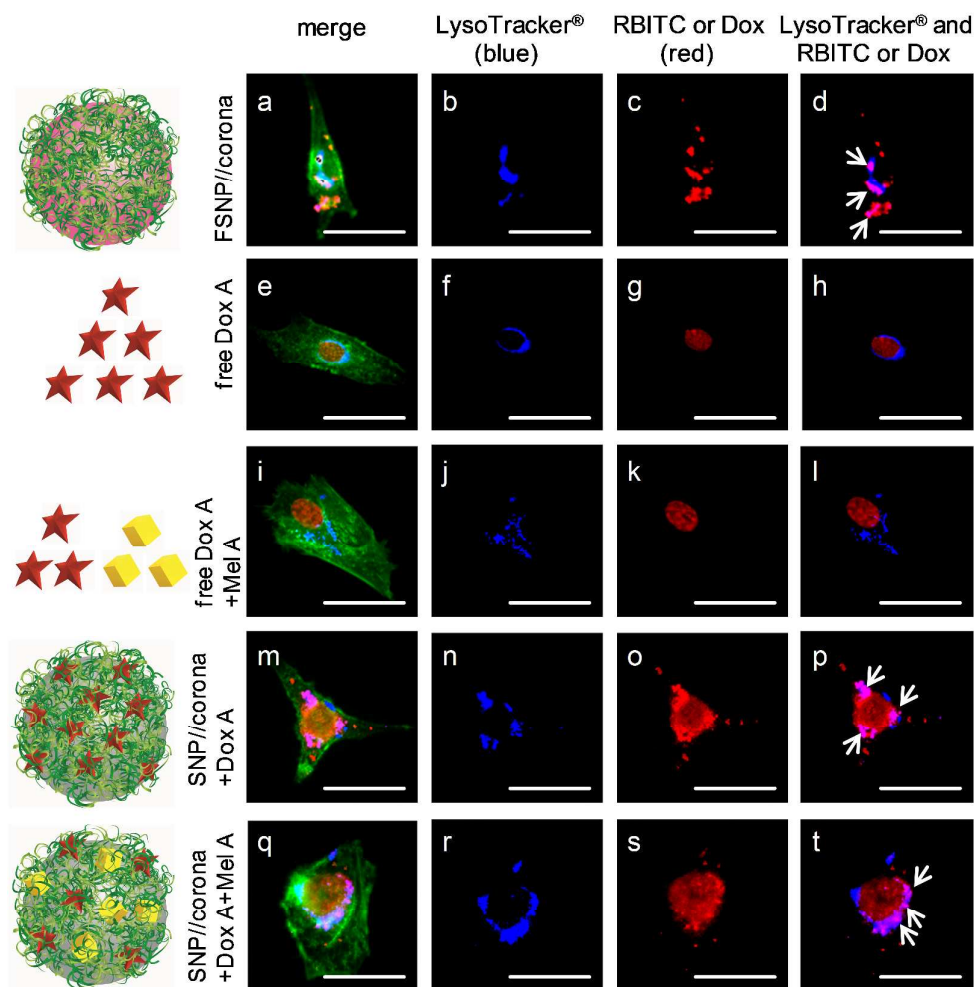 merge
LysoTracker®
(blue)
RBITC or Dox
(red)
LysoTracker® and
RBITC or Dox
FSNP//corona
a
b
c
d
free Dox A
e
f
g
h
free Dox A
+Mel A
i
j
k
l
SNP//corona
+Dox A
m
n
o
p
SNP//corona
+Dox A+Mel A
q
r
s
t